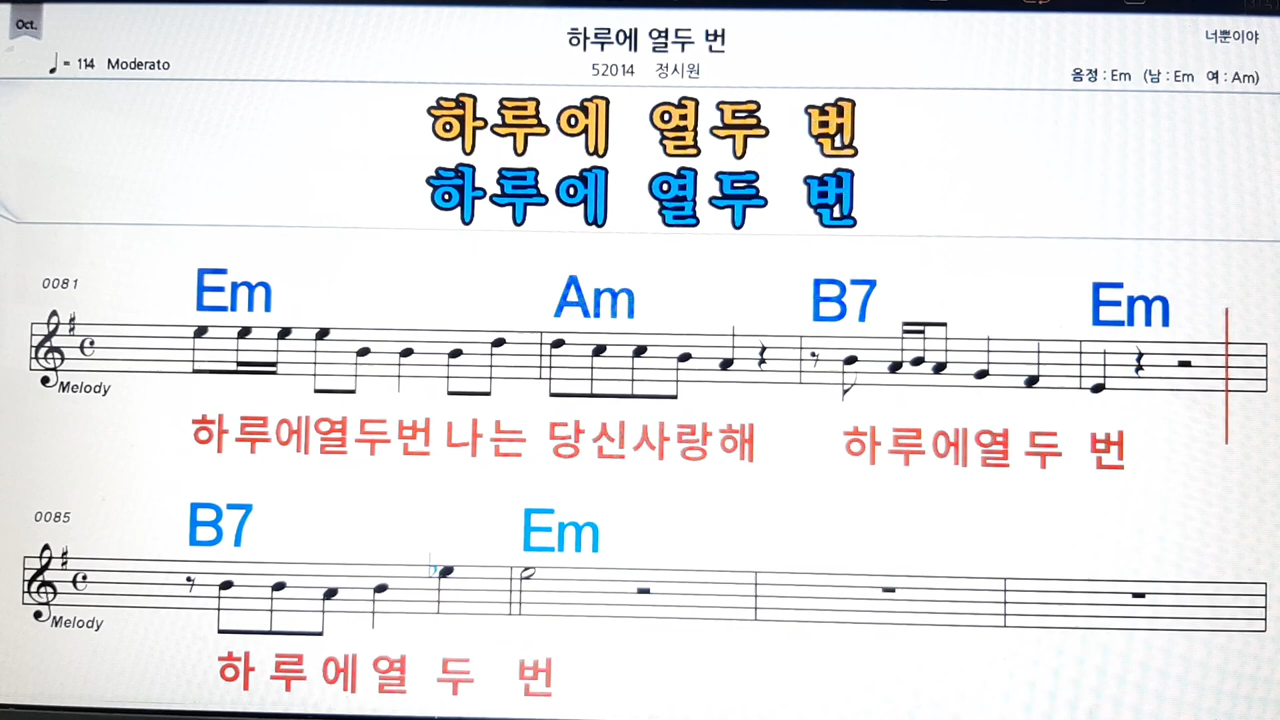 Oct.
하루에 열두 번
너뿐이야
♩ = 114 Moderato
52014 정시원
음정 : Em (남 : Em 여 : Am)
하루에 열두 번
하루에 열두 번
0081
Em Am B7 Em
Melody
하루에열두번나는 당신사랑해 하루에열두 번
0085
B7 Em
Melody
하루에열두 번